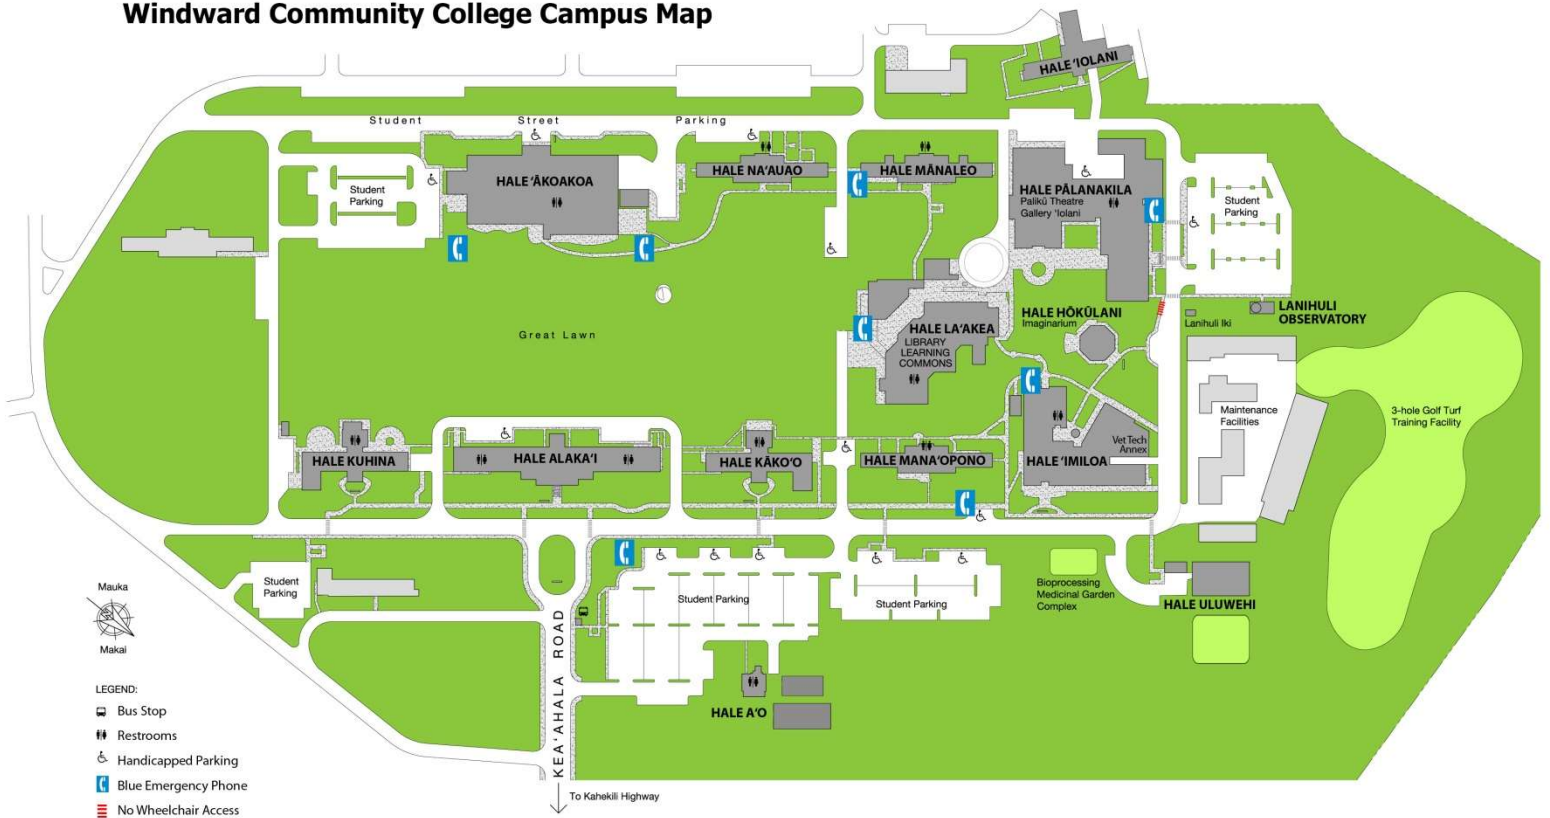 Windward Community College Campus Map
HALE ʻIOLANI
Student Street Parking
HALE ʻĀKOAKOA
HALE NAʻAUAO
HALE MĀNALEO
HALE PĀLANAKILA
Palikū Theatre
Gallery ʻIolani
Student
Parking
Student
Parking
Great Lawn
HALE LAʻAKEA
LIBRARY
LEARNING
COMMONS
HALE HŌKŪLANI
Imaginarium
Lanihuli Iki
LANIHULI
OBSERVATORY
Maintenance
Facilities
3-hole Golf Turf
Training Facility
HALE KUHINA
HALE ALAKAʻI
HALE KĀKOʻO
HALE MANAʻOPONO
HALE ʻIMILOA
Vet Tech
Annex
Student
Parking
Student Parking
Student Parking
Bioprocessing
Medicinal Garden
Complex
HALE ULUWEHI
HALE AʻO
KEAʻAHALA ROAD
To Kahekili Highway
Mauka
Makai
LEGEND:
Bus Stop
Restrooms
Handicapped Parking
Blue Emergency Phone
No Wheelchair Access